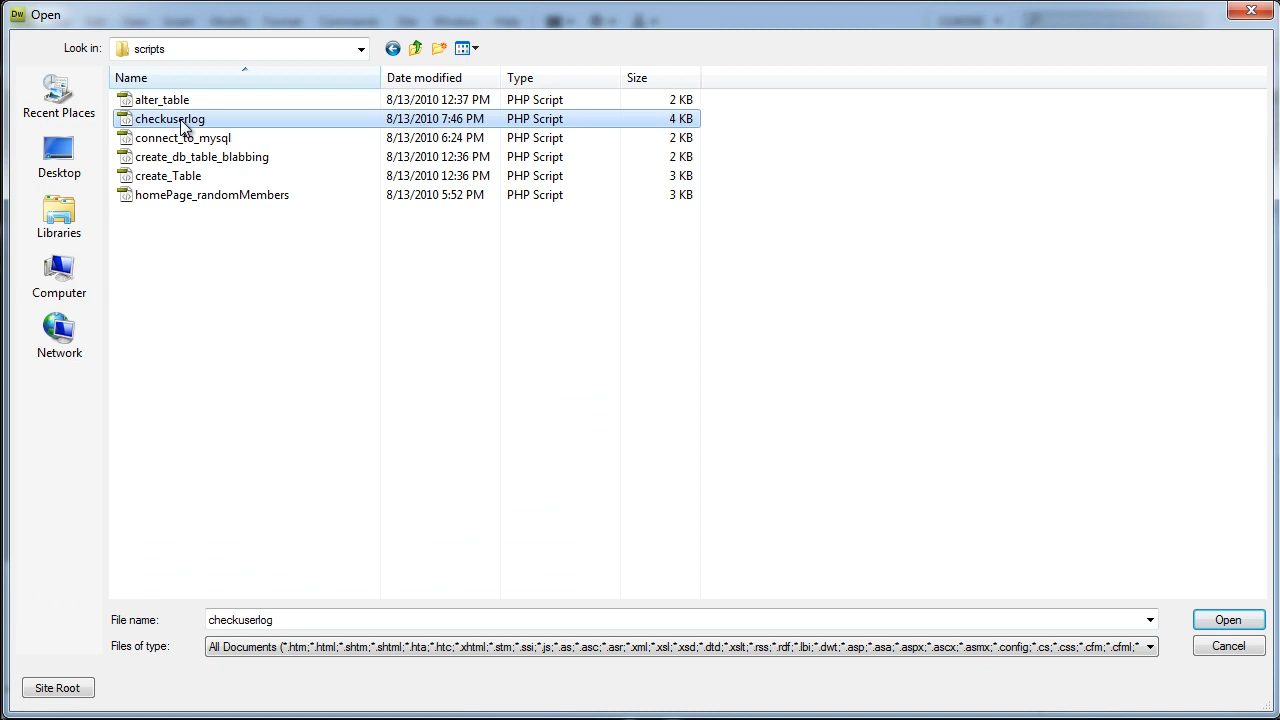 Dw Open
Look in: scripts
Name Date modified Type Size
alter_table 8/13/2010 12:37 PM PHP Script 2 KB
checkuserlog 8/13/2010 7:46 PM PHP Script 4 KB
connect_to_mysql 8/13/2010 6:24 PM PHP Script 2 KB
create_db_table_blabbing 8/13/2010 12:36 PM PHP Script 2 KB
create_Table 8/13/2010 12:36 PM PHP Script 3 KB
homePage_randomMembers 8/13/2010 5:52 PM PHP Script 3 KB
Recent Places
Desktop
Libraries
Computer
Network
File name: checkuserlog Open
Files of type: All Documents (*.htm;*.html;*.shtm;*.shtml;*.hta;*.htc;*.xhtml;*.stm;*.ssi;*.js;*.as;*.asc;*.asr;*.xml;*.xsl;*.xsd;*.dtd;*.xslt;*.rss;*.rdf;*.lbi;*.dwt;*.asp;*.asa;*.aspx;*.ascx;*.asmx;*.config;*.cs;*.css;*.cfm;*.cfml;* Cancel
Site Root